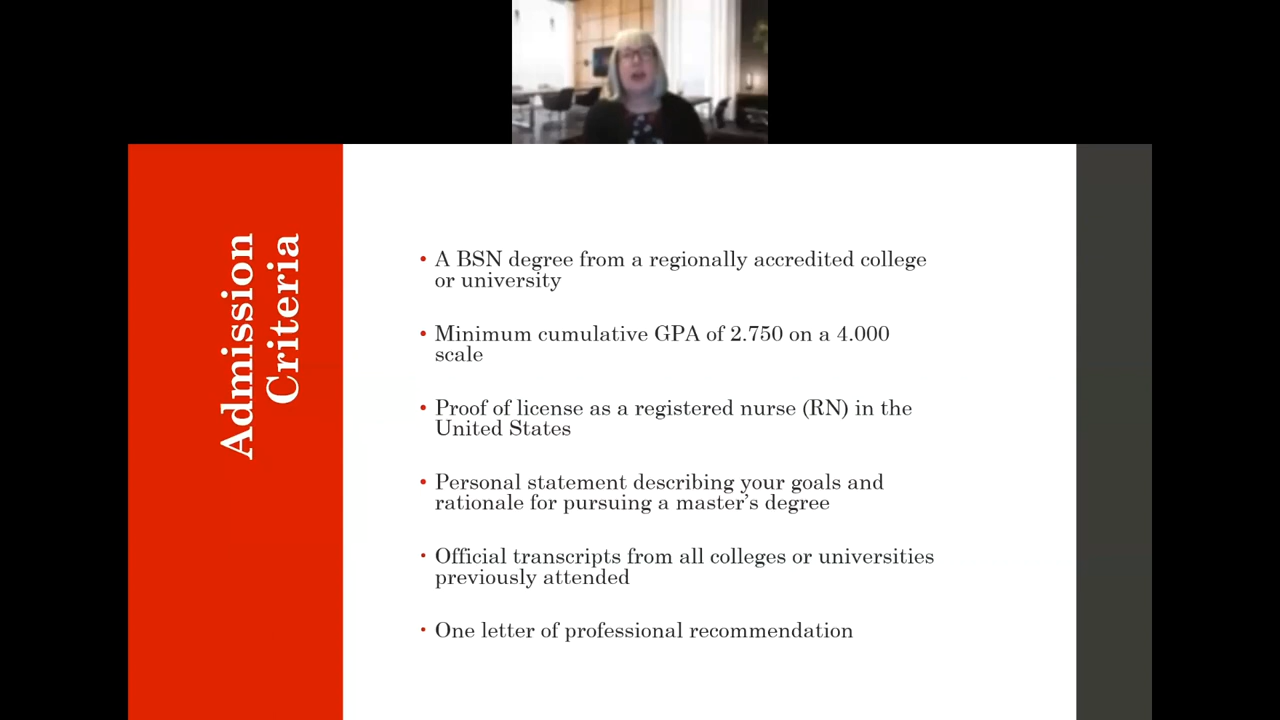 Admission
Criteria
• A BSN degree from a regionally accredited college
or university
• Minimum cumulative GPA of 2.750 on a 4.000
scale
• Proof of license as a registered nurse (RN) in the
United States
• Personal statement describing your goals and
rationale for pursuing a master’s degree
• Official transcripts from all colleges or universities
previously attended
• One letter of professional recommendation